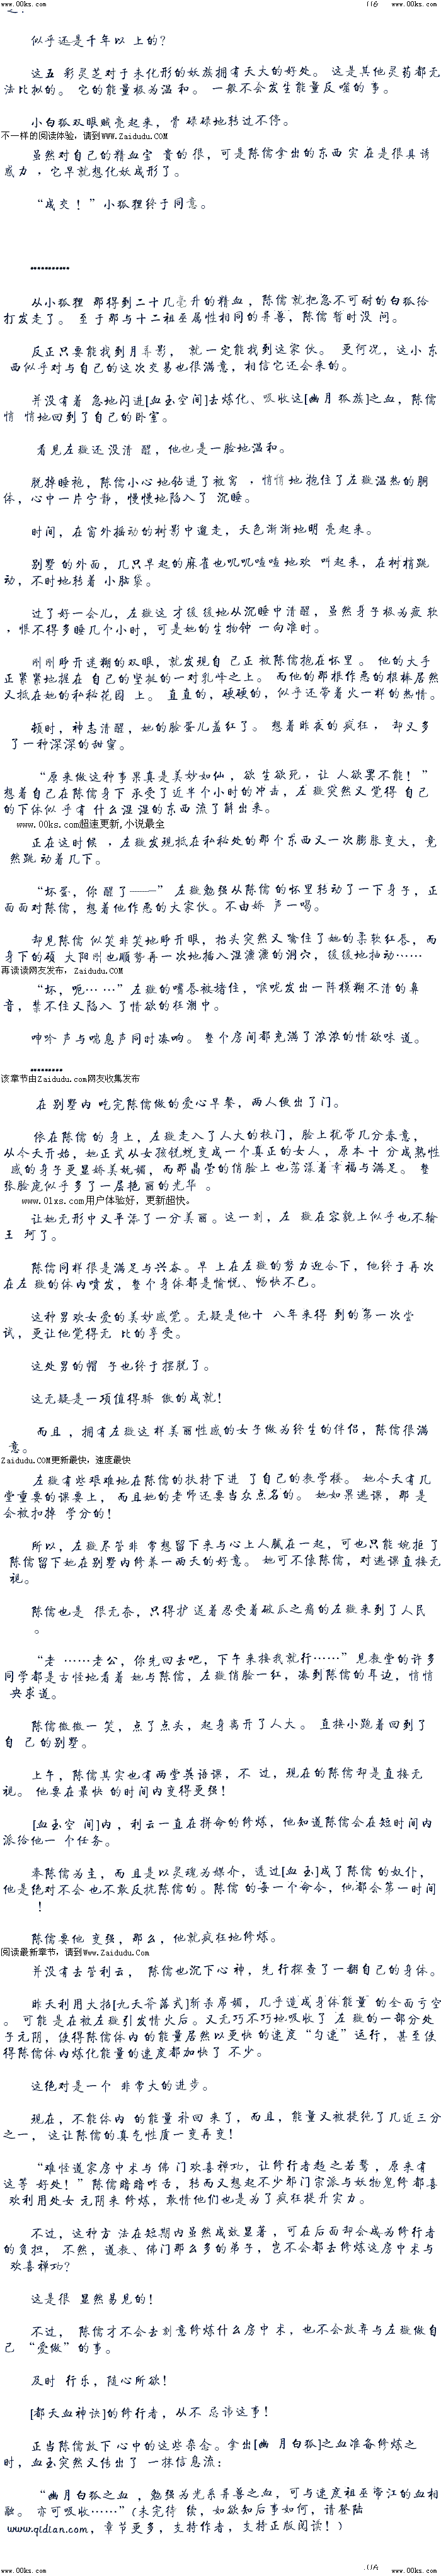 www.00ks.com
116
www.00ks.com
似乎还是千年以 上的?
这五 彩灵芝对于未化形的妖族拥有天大的好处。 这是其他灵药都无
法比拟的。 它的能量极为温和。 一般不会发生能量反噬的事。
小白狐双眼贼亮起来,骨 碌碌地转过不停。
不一样的阅读体验,请到WWW.Zaidudu.COM
虽然对自己的精血宝 贵的很,可是陈儒拿出的东西实在是很具诱
惑力 ,它早就想化妖成形了。
“成交!”小狐狸终于同意。
...........
从小狐狸 那得到二十几毫升的精血,陈儒就把急不可耐的白狐给
打发走了。 至于那与十二祖巫属性相同的异兽,陈儒暂时没 问。
反正只要能找到月弄影, 就一定能找到这家伙。 更何况,这小东
西似乎对与自己的这次交易也很满意,相信它还会来的。
并没有着 急地闪进[血玉空间]去炼化、吸收这[幽月狐族]之血,陈儒
悄 悄地回到了自己的卧室。
看见左璇还没清 醒,他也是一脸地温和。
脱掉睡袍,陈儒小心地钻进了被窝 ,悄悄地抱住了左璇温热的胴
体,心中一片宁静,慢慢地陷入了 沉睡。
时间,在窗外摇动的树影中遛走,天色渐渐地明 亮起来。
别墅 的外面,几只早起的麻雀也叽叽喳喳地欢 叫起来,在树梢跳
动,不时地转着小脑袋。
过了好一会儿,左璇这才缓缓地从沉睡中清醒,虽然身子极为疲软
,恨不得多睡几个小时,可是她的生物钟 一向准时。
刚刚睁开迷糊的双眼,就发现自 己正被陈儒抱在怀里。 他的大手
正紧紧地握在 自己的坚挺的一对乳峰之上。 而他的那根作恶的棍棒居然
又抵在她的私秘花园 上。 直直的,硬硬的,似乎还带着火一样的热情。
顿时,神志清醒,她的脸蛋儿羞红了。 想着昨夜的疯狂, 却又多
了一种深深的甜蜜。
“原来做这种事果真是美妙如仙 ,欲生欲死,让 人欲罢不能!”
想着自己在陈儒身下承受了近半个小时的冲击,左璇突然又觉得 自己
的下体似乎有 什么湿湿的东西流了解出来。
www.00ks.com超速更新,小说最全
正在这时候 ,左璇发现抵在私秘处的那个东西又一次膨胀变大,竟
然跳动着几下。
“坏蛋,你 醒了——” 左璇勉强从陈儒的怀里转动了一下身子,正
面面对陈儒,想着他作恶的大家伙。不由娇 声一喝。
却见陈儒 似笑非笑地睁开眼,抬头突然又噙住了她的柔软红唇,而
身下的硕 大阳刚也顺势再一次地插入湿漉漉的洞穴,缓缓地抽动……
再读读网友发布,Zaidudu.COM
“坏,呃…… ”左璇的嘴唇被堵住,喉咙发出一阵模糊不清的鼻
音,禁不住又陷入了情欲的狂潮中。
呻吟声与喘息声同时凑响。 整个房间都充满了浓浓的情欲味 道。
.........
该章节由Zaidudu.com网友收集发布
在别墅内 吃完陈儒做的爱心早餐,两人便出了门。
依在陈儒的 身上,左璇走入了人大的校门,脸上犹带几分春意,
从今天开始,她正式从女孩锐蜕变成一个真正的女人,原本十 分成熟性
感的身子更显娇美妩媚,而那晶莹的俏脸上也荡漾着幸福与满足。 整
张脸庞似乎多了一层艳丽的光华 。
www.01xs.com用户体验好,更新超快。
让她无形中又平添了一分美丽。这一刻,左 璇在容貌上似乎也不输
王 珂了。
陈儒同样很是满足与兴奋。早 上在左璇的努力迎合下,他终于再次
在左 璇的体内喷发,整个身体都是愉悦、畅快不已。
这种男欢女爱的美妙感觉。无疑是他十 八年来得 到的第一次尝
试,更让他觉得无 比的享受。
这处男的帽 子也终于摆脱了。
这无疑是一项值得骄 傲的成就!
而且 ,拥有左璇这样美丽性感的女子做为终生的伴侣,陈儒很满
意。
Zaidudu.COM更新最快,速度最快
左璇有些艰难地在陈儒的扶持下进 了自己的教学楼。 她今天有几
堂重要的课要上, 而且她的老师还要当众点名的。 她如果逃课,那 是
会被扣掉 学分的!
所以,左璇尽管非 常想留下来与心上人腻在一起,可也只能 婉拒了
陈儒留下她在别墅内修养一两天的好意。 她可不像陈儒,对逃课直接无
视。
陈儒也是 很无奈,只得护 送着忍受着破瓜之痛的左璇来到了人民
。
“老 ……老公,你先回去吧,下午来接我就行……”见教堂的许多
同学都是古怪地看着 她与陈儒,左璇俏脸一红,凑到陈儒的耳边,悄悄
央求道。
陈儒微微一 笑,点了点头,起身离开了人大。 直接小跑着回到了
自 己的别墅。
上午,陈儒其实也有两堂英语课,不 过,现在的陈儒却是直接无
视。 他要在最快 的时间内变得更强!
[血玉空 间]内,利云一直在拼命的修炼,他知道陈儒会在短时间内
派给他一 个任务。
奉陈儒为主,而且是以灵魂为媒介,透过[血玉]成了陈儒的奴仆,
他是绝对不会也不敢反抗陈儒的。陈儒 的每一个命令,他都会第一时间
!
陈儒要他 变强,那么,他就疯狂地修炼。
阅读最新章节,请到Www.Zaidudu.Com
并没有去管利云, 陈儒也沉下心神,先行探查了一翻自己的身体。
昨天利用大招[九天斧落式]斩杀席媚,几乎造成身体能量 的全面亏空
。 可能 是在被左璇引发情火后。又无巧不巧地吸收了左 璇的一部分处
子元阴,使得陈儒体内 的能量居然以更快 的速度“匀速”运行,甚至使
得陈儒体内炼化能量的速度都加快了 不少。
这绝对是一个 非常大的进步。
现在,不能体内 的能量补回来了,而且,能量又被提纯了几近三分
之一, 这让陈儒的真气性质一变再变!
“难怪道家房中术与 佛门欢喜禅功,让修行者趋之若鹜,原来有
这等 好处!”陈儒暗暗咋舌,转而又想起不少邪门宗派与妖物鬼修都喜
欢利用处女元阴来 修炼,敢情他们也是为了疯狂提升实力。
不过,这种方 法在短期内虽然成效显著,可在后面却会成为修行者
的负担, 不然,道教、佛门那么多的弟子,岂不会都去修炼这房中术与
欢喜禅功?
这是很 显然易见的!
不过, 陈儒才不会去刻意修炼什么房中 术,也不会放弃与左璇做自
己 “爱做”的事。
及时 行乐,随心所欲!
[都天血神诀]的修行者,从不 忌讳这事!
正当陈儒放下心中的这些杂念。拿出[幽 月白狐]之血准备修炼之
时,血玉突然又传出了 一抹信息流:
“幽月白狐之血 ,勉强为光系异兽之血,可与速度祖巫帝江的血相
融。 亦可吸收……”(未完待 续,如欲知后事如何,请登陆
www.qidian.com,章节更多,支持作者,支持正版阅读!)
www.00ks.com
116
www.00ks.com